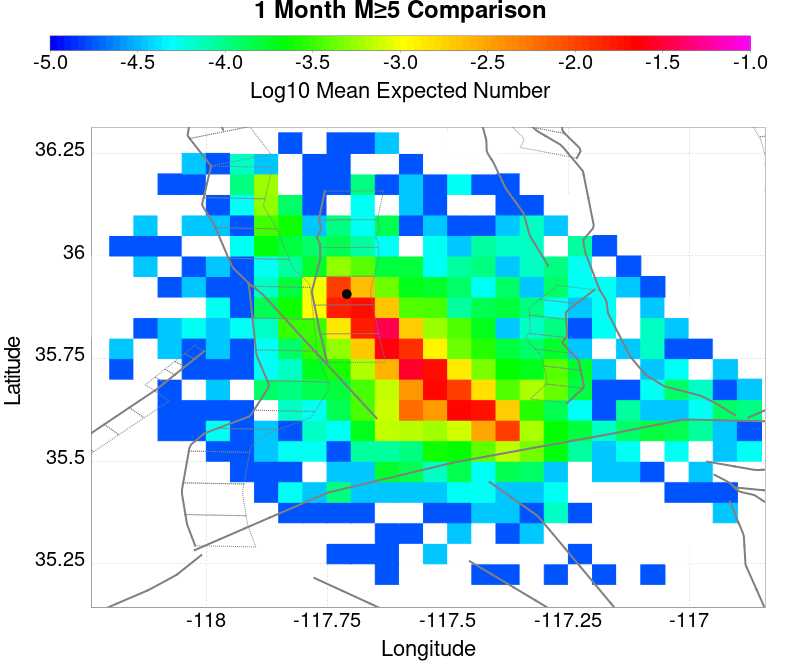 1 Month M≥5 Comparison
-5.0 -4.5 -4.0 -3.5 -3.0 -2.5 -2.0 -1.5 -1.0
Log10 Mean Expected Number
36.25
36
35.75
35.5
35.25
Latitude
-118 -117.75 -117.5 -117.25 -117
Longitude